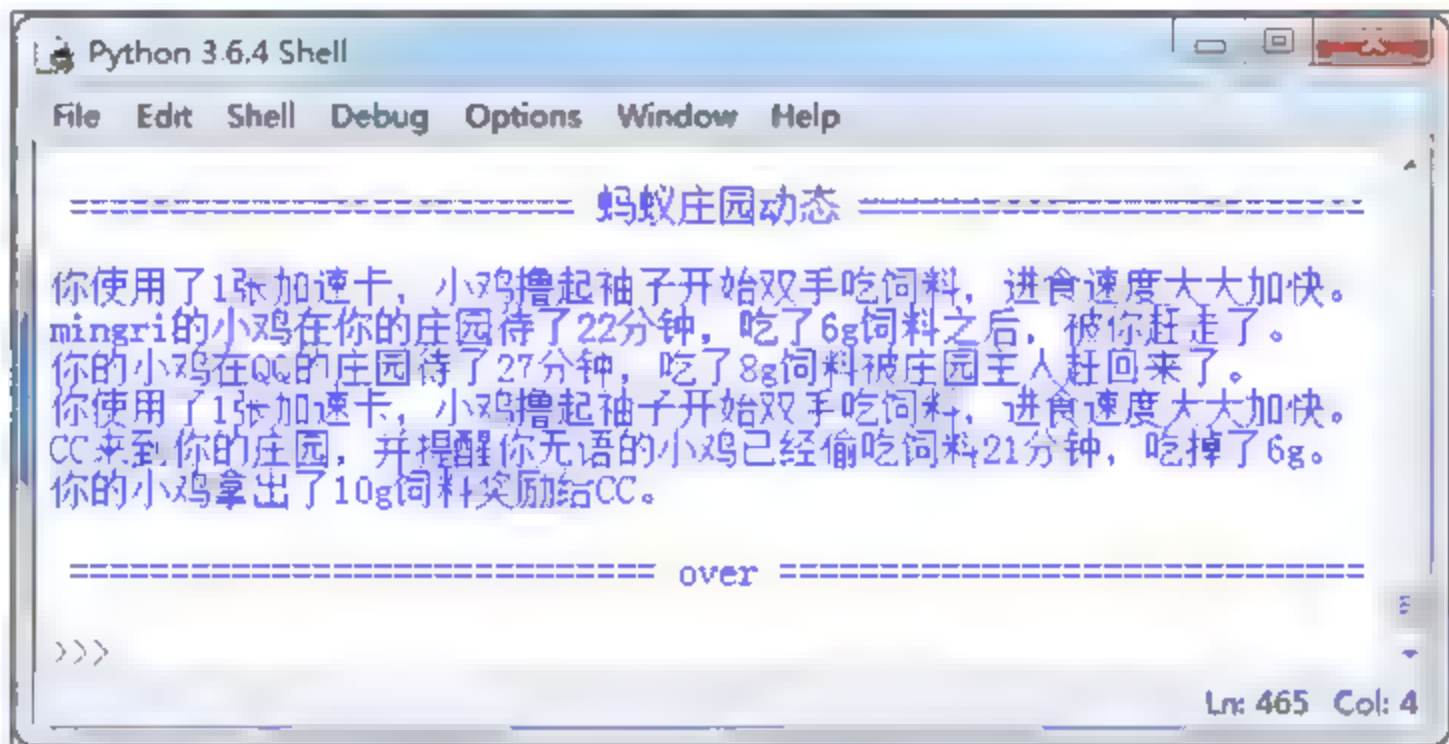 Python 3.6.4 Shell
File Edit Shell Debug Options Window Help
========================= 蚂蚁庄园动态 =========================
你使用了1张加速卡，小鸡撸起袖子开始双手吃饲料，进食速度大大加快。
mingri的小鸡在你的庄园待了22分钟，吃了6g饲料之后，被你赶走了。
你的小鸡在QQ的庄园待了27分钟，吃了8g饲料被庄园主人赶回来了。
你使用了1张加速卡，小鸡撸起袖子开始双手吃饲料，进食速度大大加快。
CC来到你的庄园，并提醒你无语的小鸡已经偷吃饲料21分钟，吃掉了6g。
你的小鸡拿出了10g饲料奖励给CC。
============================= over =============================
>>>
Ln: 465 Col: 4